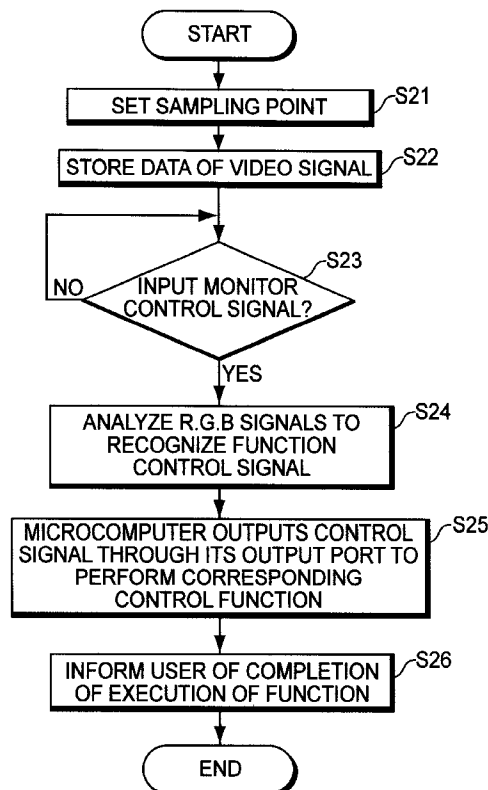 START
SET SAMPLING POINT
S21
STORE DATA OF VIDEO SIGNAL
S22
S23
INPUT MONITOR
CONTROL SIGNAL?
NO
YES
ANALYZE R.G.B SIGNALS TO
RECOGNIZE FUNCTION
CONTROL SIGNAL
S24
MICROCOMPUTER OUTPUTS CONTROL
SIGNAL THROUGH ITS OUTPUT PORT TO
PERFORM CORRESPONDING
CONTROL FUNCTION
S25
INFORM USER OF COMPLETION
OF EXECUTION OF FUNCTION
S26
END